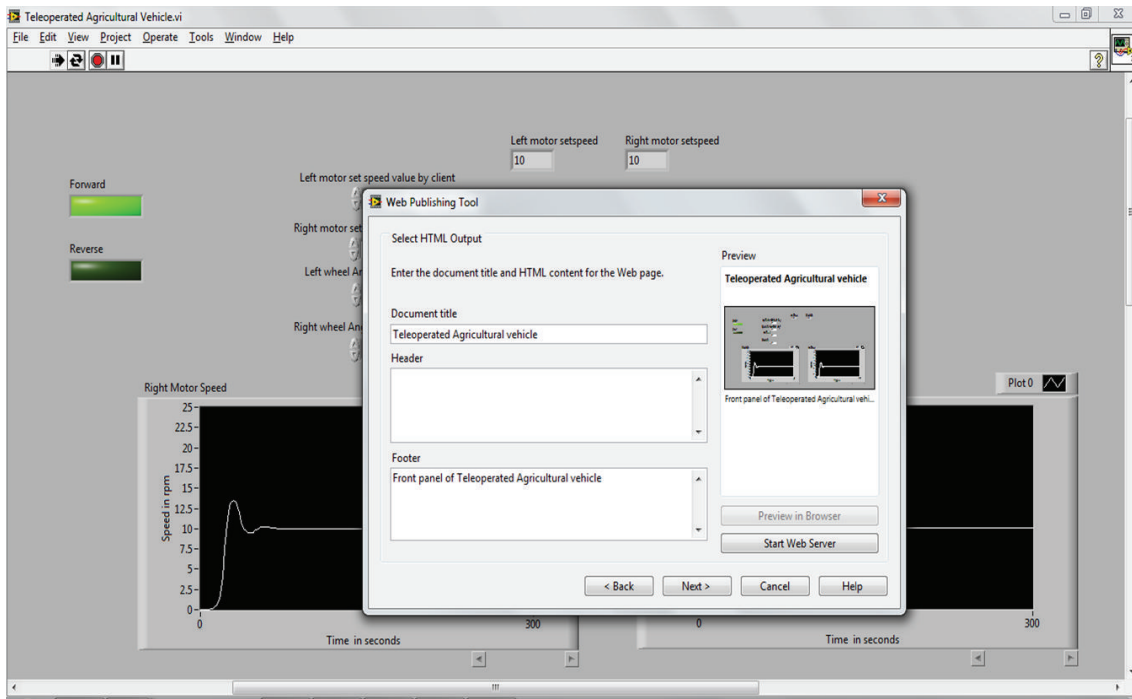 Teleoperated Agricultural Vehicle.vi
File Edit View Project Operate Tools Window Help
Left motor setspeed
Right motor setspeed
10
10
Forward
Reverse
Left motor set speed value by client
Right motor set
Left wheel An
Right wheel An
Web Publishing Tool
Select HTML Output
Enter the document title and HTML content for the Web page.
Document title
Teleoperated Agricultural vehicle
Header
Footer
Front panel of Teleoperated Agricultural vehicle
Preview
Teleoperated Agricultural vehicle
Front panel of Teleoperated Agricultural vehi...
Preview in Browser
Start Web Server
< Back
Next >
Cancel
Help
Right Motor Speed
Plot 0
25
22.5
20
17.5
15
12.5
10
7.5
5
2.5
0
Speed in rpm
0
300
Time in seconds
0
300
Time in seconds